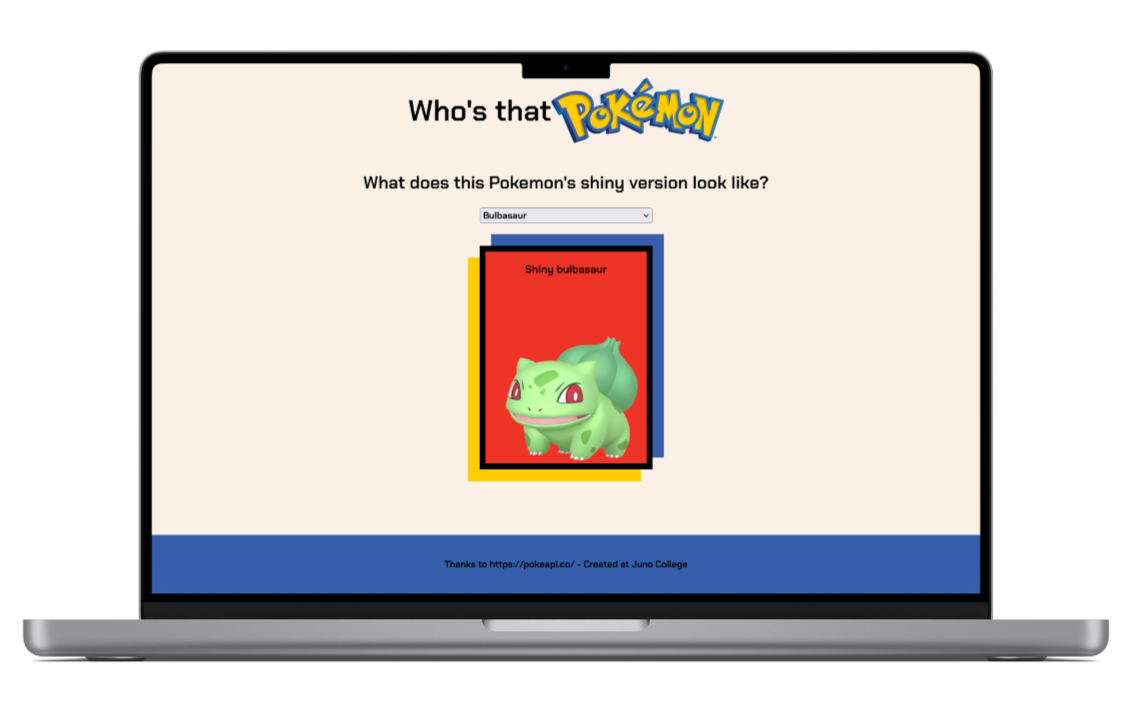 Who's that Pokémon
What does this Pokemon's shiny version look like?
Bulbasaur
Shiny bulbasaur
Thanks to https://pokeapi.co/ - Created at Juno College